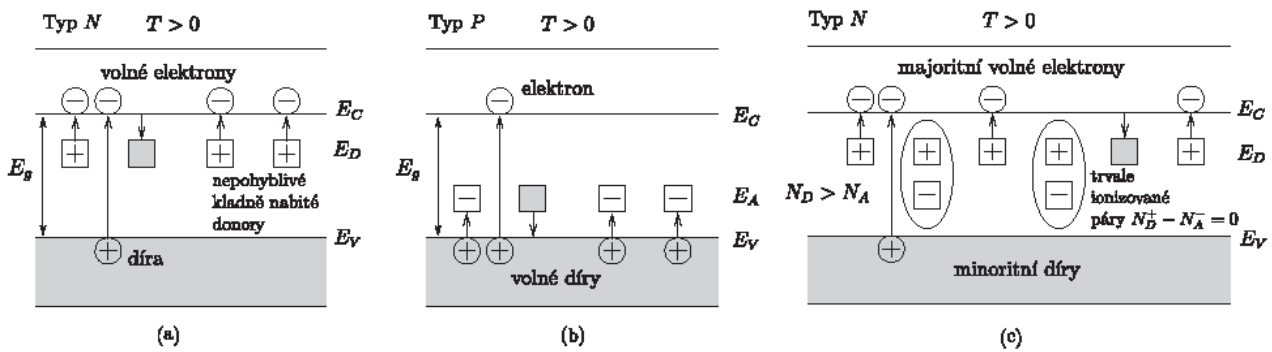 Typ N T > 0
volné elektrony
E_C
E_D
E_g
nepohyblivé
kladně nabité
donory
E_V
díra
(a)
Typ P T > 0
elektron
E_C
E_g
E_A
E_V
volné díry
(b)
Typ N T > 0
majoritní volné elektrony
E_C
E_D
N_D > N_A
trvale
ionizované
páry N_D^+ − N_A^− = 0
E_V
minoritní díry
(c)